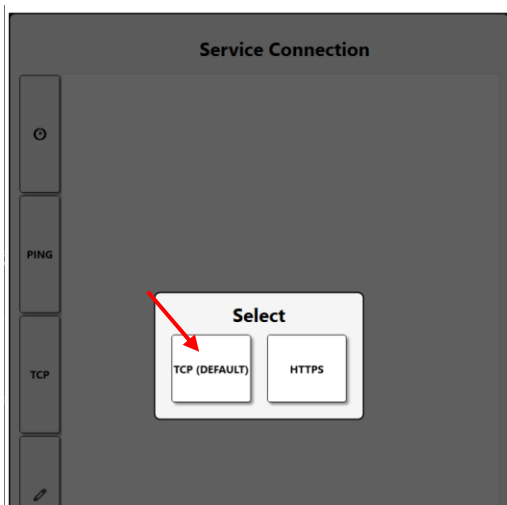 Service Connection
PING
Select
TCP (DEFAULT)
HTTPS
TCP